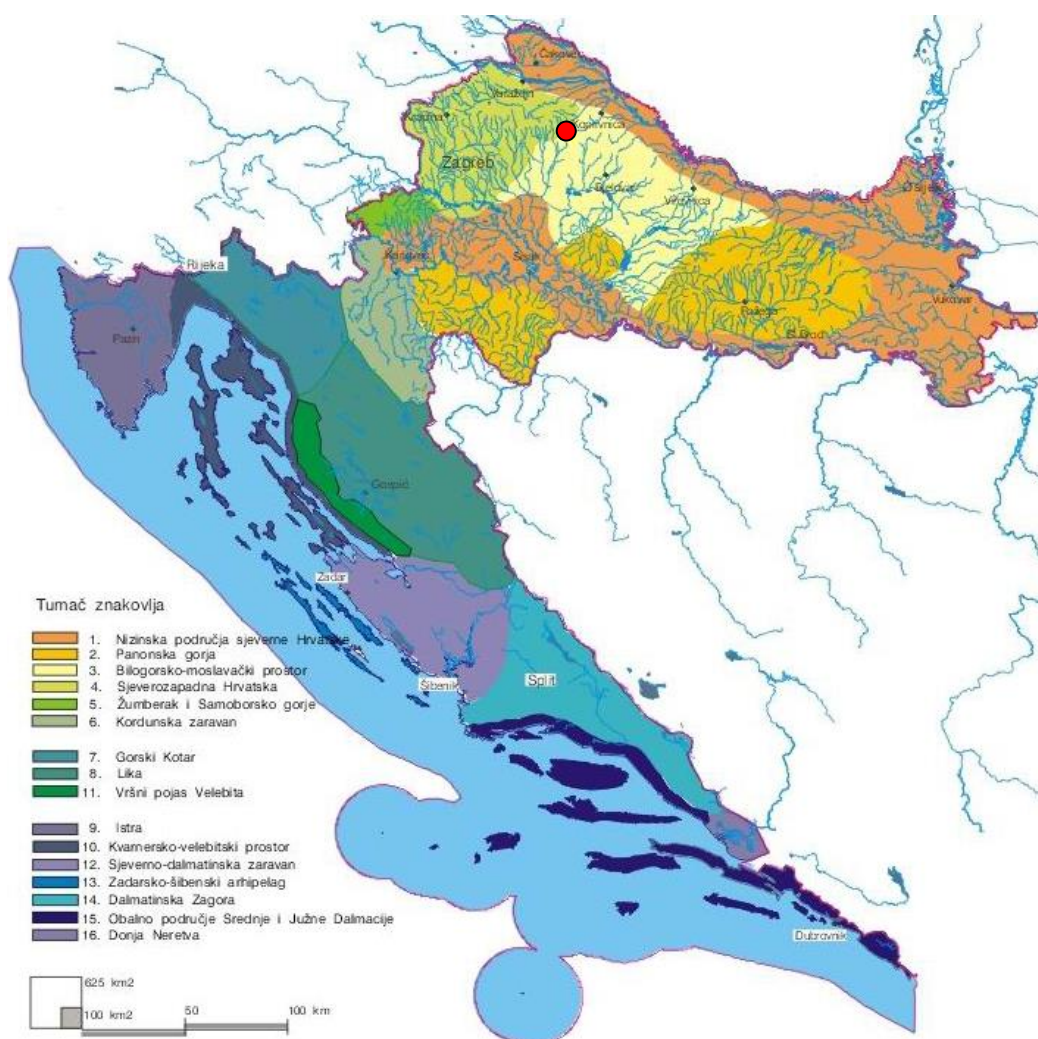 Čakovec
Varaždin
Krapina
Koprivnica
Zagreb
Bjelovar
Virovitica
Osijek
Karlovac
Sisak
Rijeka
Požega
Vukovar
Sl.Brod
Pazin
Gospić
Zadar
Šibenik
Split
Dubrovnik
Tumač znakovlja
1. Nizinska područja sjeverne Hrvatske
2. Panonska gorja
3. Bilogorsko-moslavački prostor
4. Sjeverozapadna Hrvatska
5. Žumberak i Samoborsko gorje
6. Kordunska zaravan
7. Gorski Kotar
8. Lika
11. Vršni pojas Velebita
9. Istra
10. Kvarnersko-velebitski prostor
12. Sjeverno-dalmatinska zaravan
13. Zadarsko-šibenski arhipelag
14. Dalmatinska Zagora
15. Obalno područje Srednje i Južne Dalmacije
16. Donja Neretva
625 km2
100 km2
50
100 km